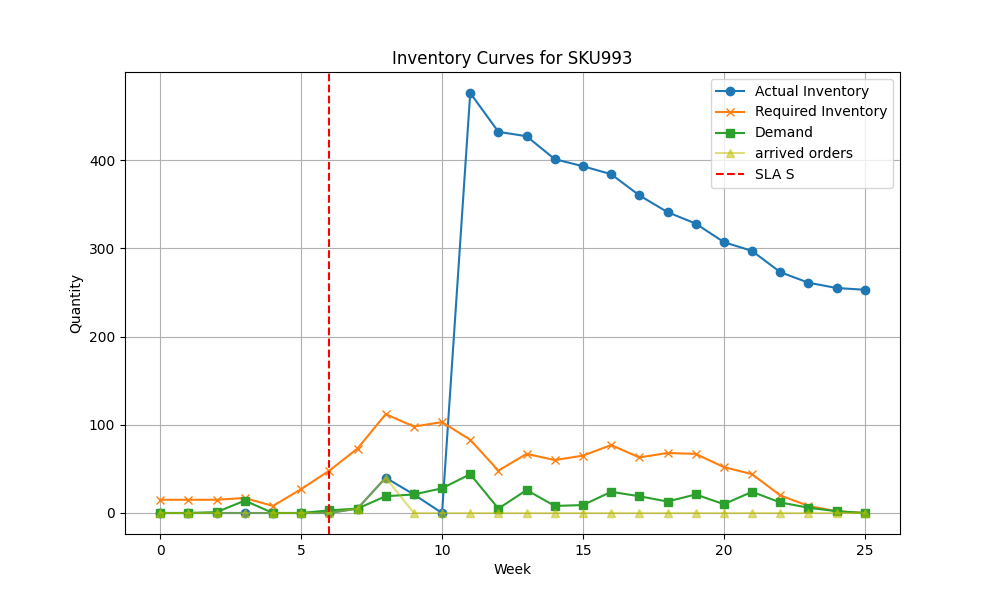 Inventory Curves for SKU993
Actual Inventory
Required Inventory
Demand
arrived orders
SLA S
Quantity
400
300
200
100
0
0 5 10 15 20 25
Week